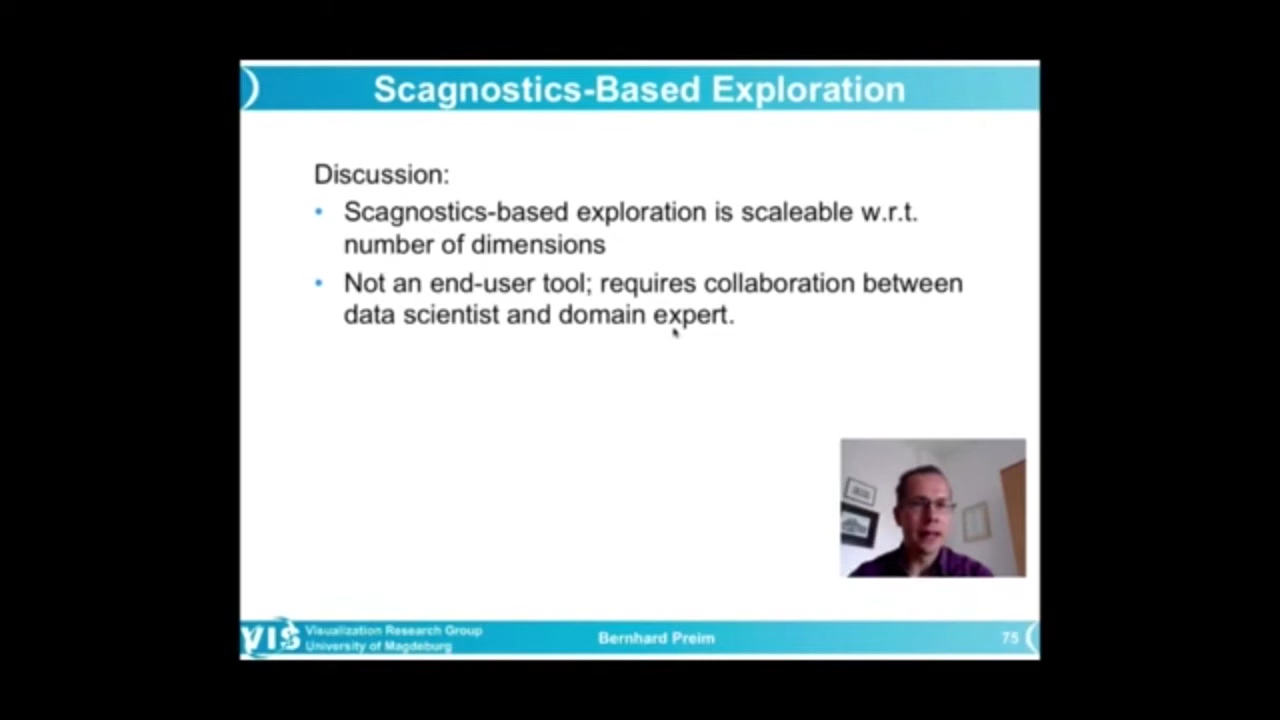 Scagnostics-Based Exploration
Discussion:
• Scagnostics-based exploration is scaleable w.r.t.
number of dimensions
• Not an end-user tool; requires collaboration between
data scientist and domain expert.
VIS
Visualization Research Group
University of Magdeburg
Bernhard Preim
75